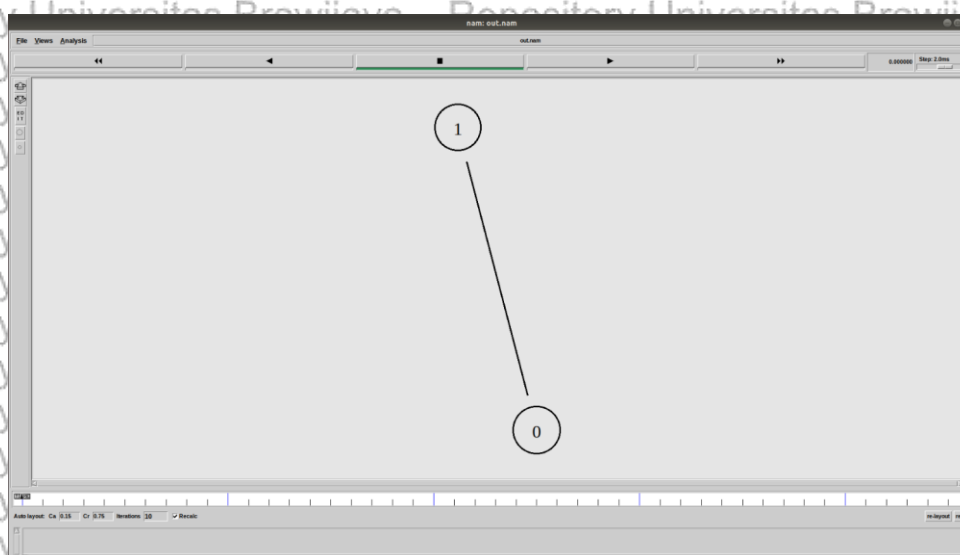 y Universitas Brawijaya Repository Universitas Brawij
nam: out.nam
File Views Analysis out.nam
0.000000 Step: 2.0ms
1
0
Auto layout: Ca 0.15 Cr 0.75 Iterations 10 Recalc re-layout